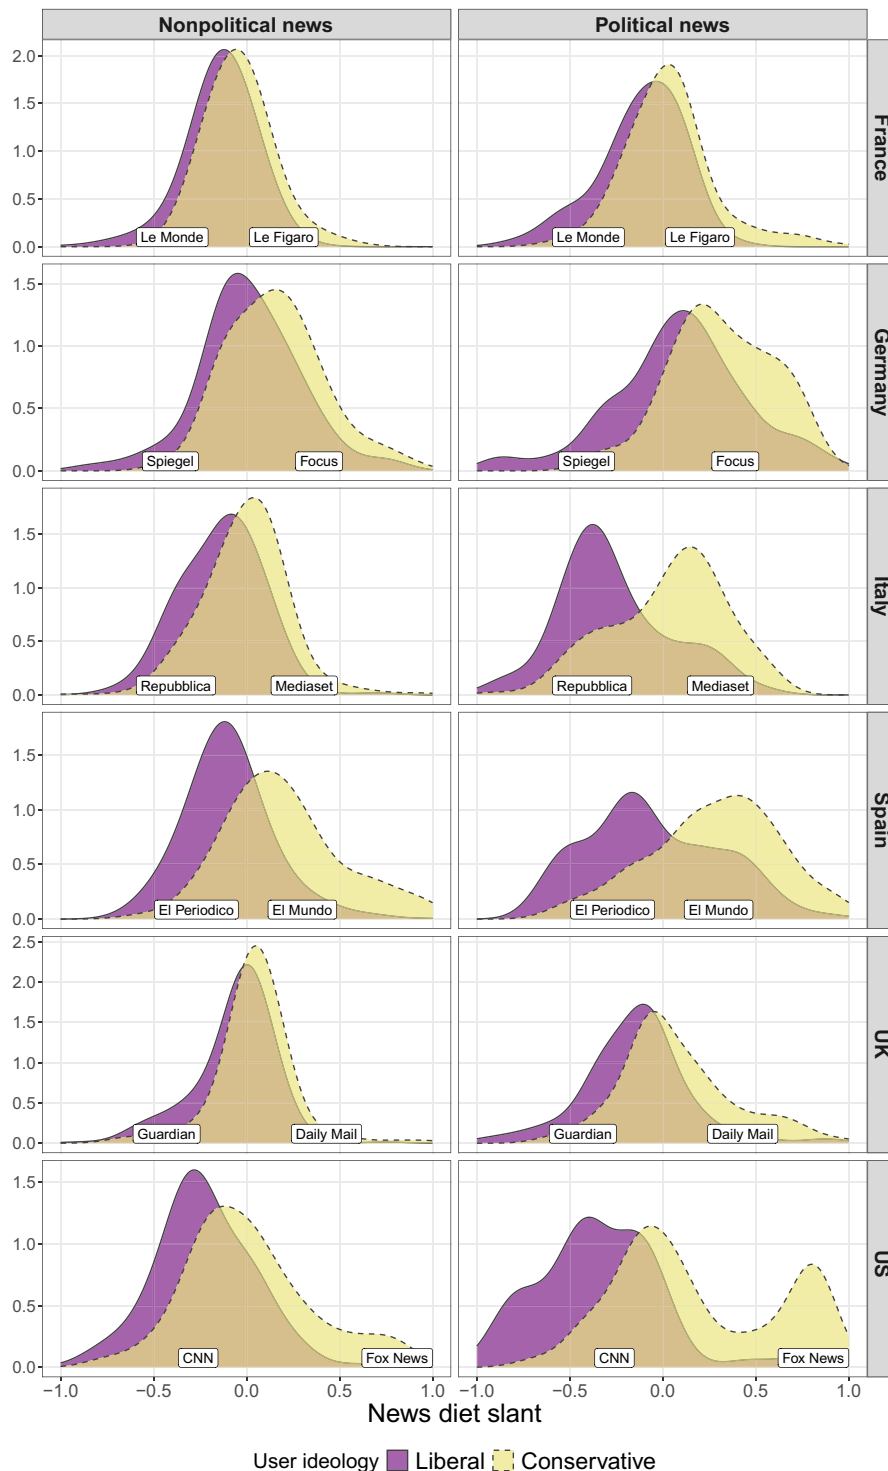 Nonpolitical news
Political news
2.0
1.5
1.0
0.5
0.0
Le Monde
Le Figaro
Le Monde
Le Figaro
France
1.5
1.0
0.5
0.0
Spiegel
Focus
Spiegel
Focus
Germany
1.5
1.0
0.5
0.0
Repubblica
Mediaset
Repubblica
Mediaset
Italy
1.5
1.0
0.5
0.0
El Periodico
El Mundo
El Periodico
El Mundo
Spain
2.5
2.0
1.5
1.0
0.5
0.0
Guardian
Daily Mail
Guardian
Daily Mail
UK
1.5
1.0
0.5
0.0
CNN
Fox News
CNN
Fox News
US
−1.0 −0.5 0.0 0.5 1.0
−1.0 −0.5 0.0 0.5 1.0
News diet slant
User ideology Liberal Conservative